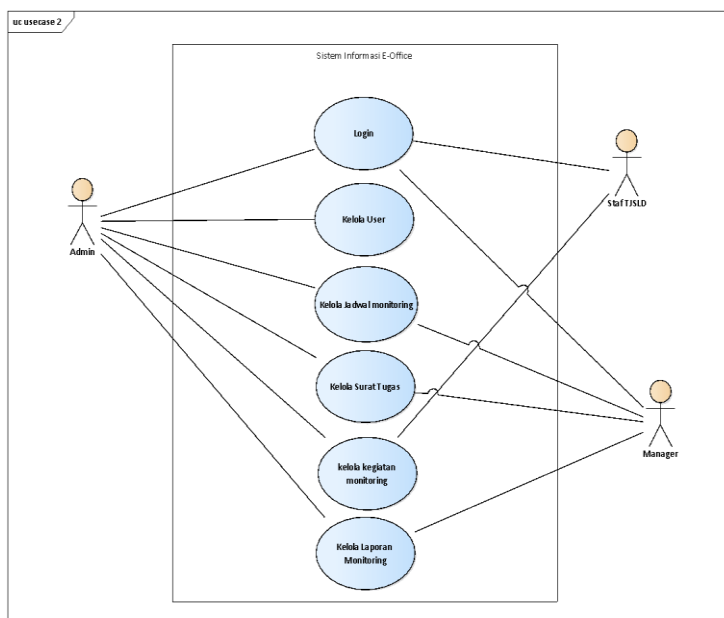 uc usecase 2
Sistem Informasi E-Office
Login
Staf TJSLD
Admin
Kelola User
Kelola Jadwal monitoring
Kelola Surat Tugas
Manager
kelola kegiatan
monitoring
Kelola Laporan
Monitoring